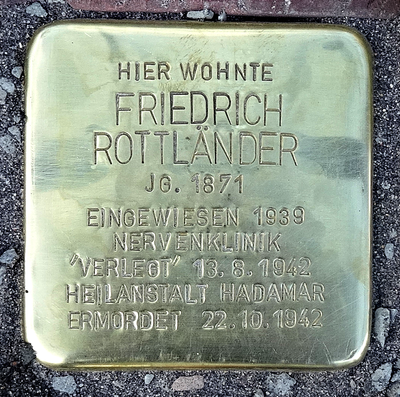 HIER WOHNTE
FRIEDRICH
ROTTLÄNDER
JG. 1871
EINGEWIESEN 1939
NERVENKLINIK
"VERLEGT" 13.8.1942
HEILANSTALT HADAMAR
ERMORDET 22.10.1942